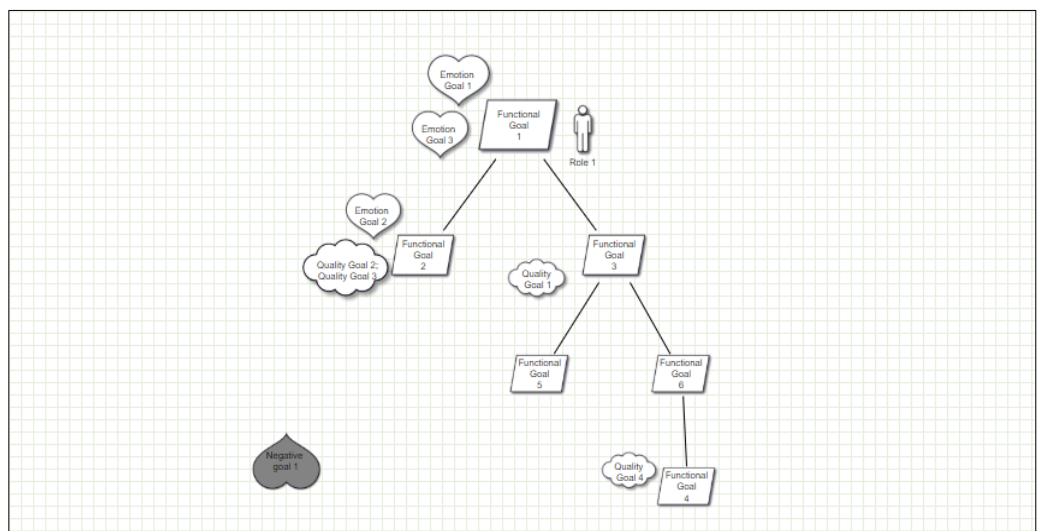 Emotion
Goal 1
Functional
Goal
1
Emotion
Goal 3
Role 1
Emotion
Goal 2
Functional
Goal
2
Quality Goal 2;
Quality Goal 3
Functional
Goal
3
Quality
Goal 1
Functional
Goal
5
Functional
Goal
6
Negative
goal 1
Quality
Goal 4
Functional
Goal
4